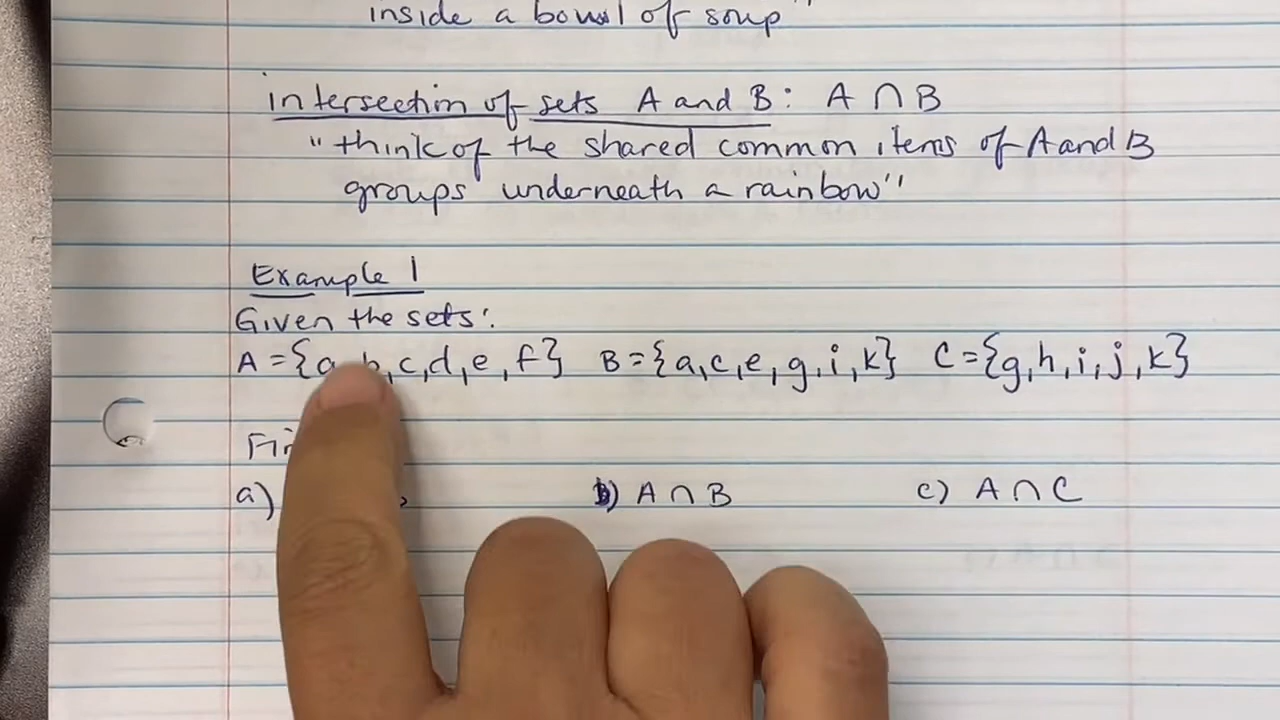 inside a bowl of soup"
intersection of sets A and B: A ∩ B
"think of the shared common items of A and B
groups underneath a rainbow"
Example 1
Given the sets:
A = {a, b, c, d, e, f} B = {a, c, e, g, i, k} C = {g, h, i, j, k}
a) b) A ∩ B c) A ∩ C